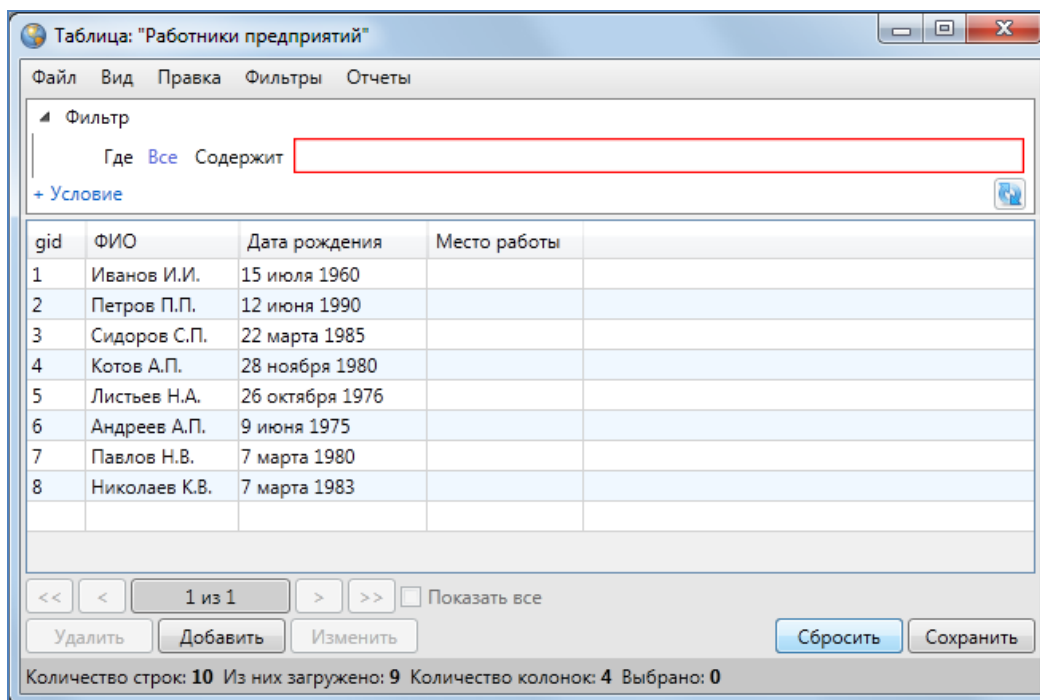 Таблица: "Работники предприятий"
Файл Вид Правка Фильтры Отчеты
Фильтр
Где Все Содержит
+ Условие
gid ФИО Дата рождения Место работы
1 Иванов И.И. 15 июля 1960
2 Петров П.П. 12 июня 1990
3 Сидоров С.П. 22 марта 1985
4 Котов А.П. 28 ноября 1980
5 Листьев Н.А. 26 октября 1976
6 Андреев А.П. 9 июня 1975
7 Павлов Н.В. 7 марта 1980
8 Николаев К.В. 7 марта 1983
<< < 1 из 1 > >> Показать все
Удалить Добавить Изменить Сбросить Сохранить
Количество строк: 10 Из них загружено: 9 Количество колонок: 4 Выбрано: 0